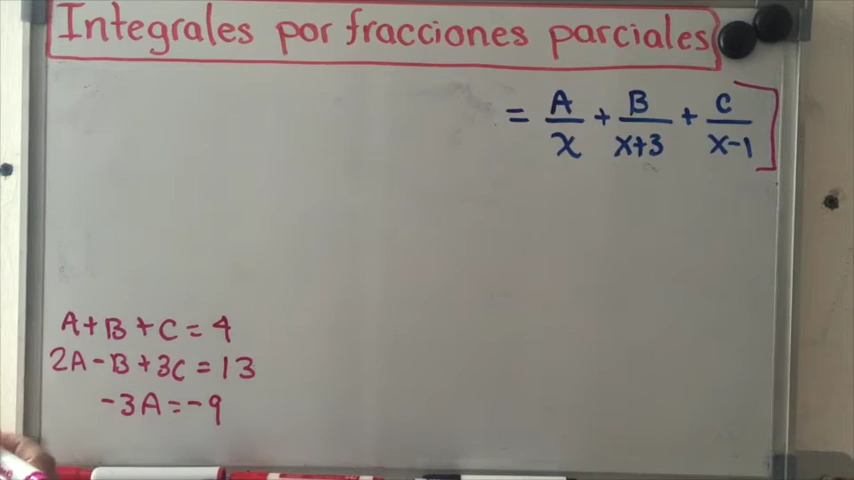 Integrales por fracciones parciales
= A/x + B/x+3 + C/x-1
A+B+C=4
2A-B+3C=13
-3A=-9